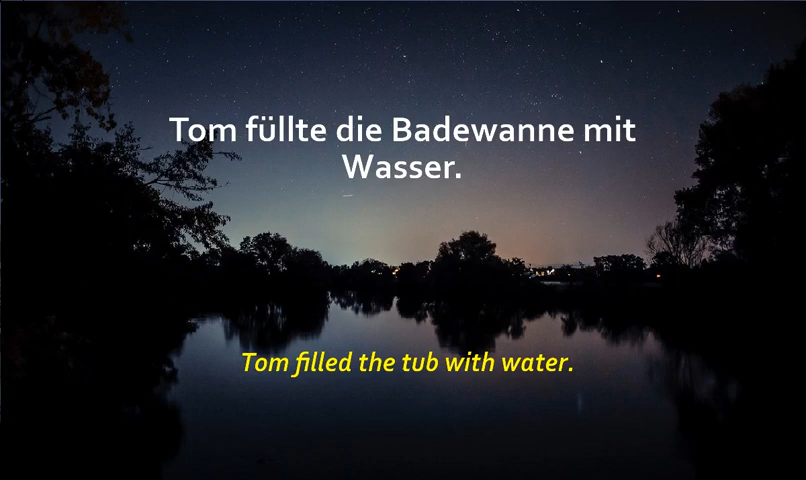 Tom füllte die Badewanne mit
Wasser.
Tom filled the tub with water.